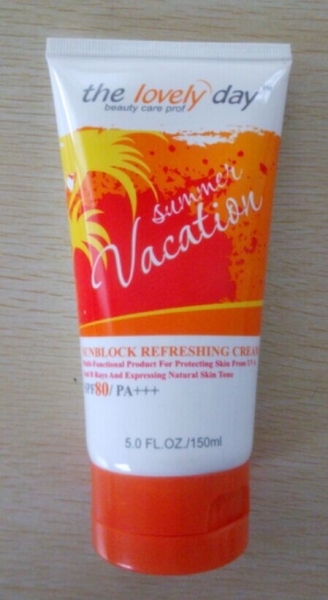 the lovely day
beauty care prof
summer
Vacation
SUNBLOCK REFRESHING CREAM
Multi-Functional Product For Protecting Skin From UVA
And B Rays And Expressing Natural Skin Tone
SPF80/ PA+++
5.0 FL.OZ./150ml